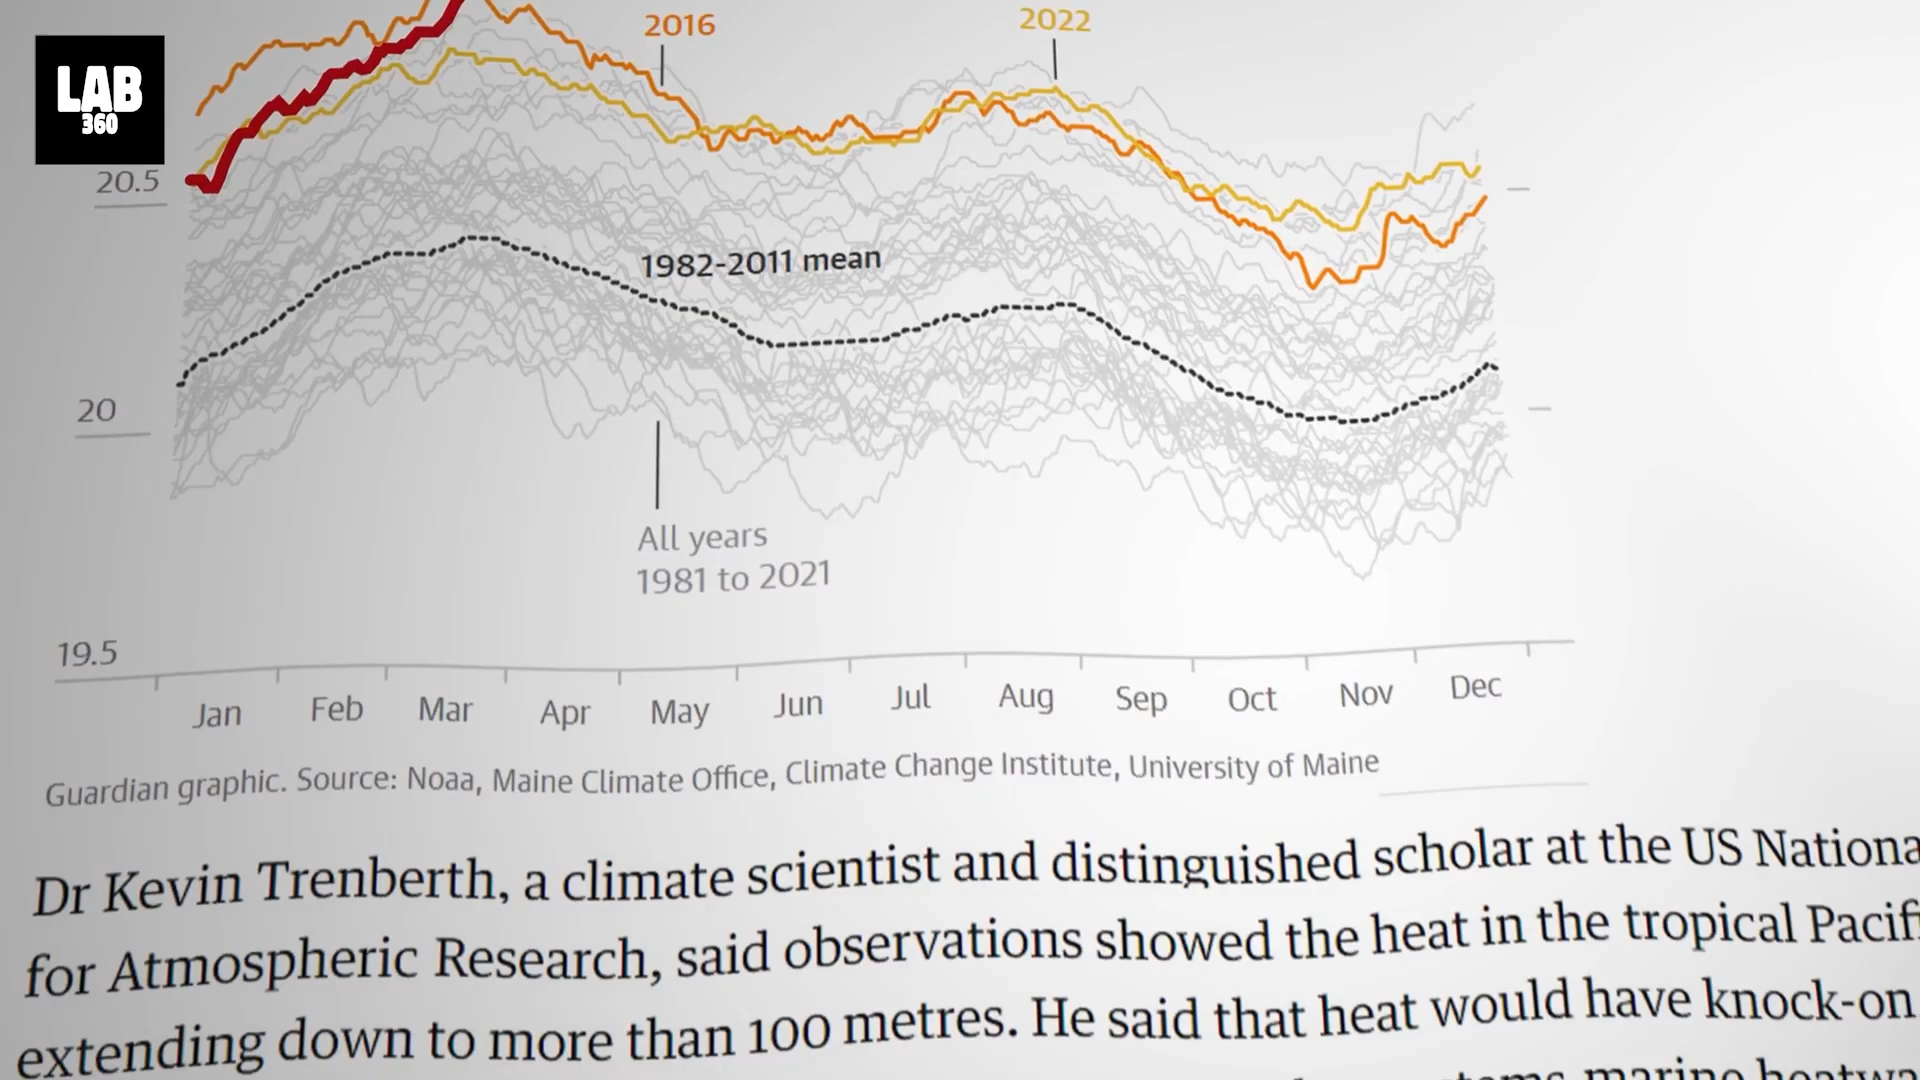 2016
2022
LAB
360
20.5
1982-2011 mean
20
All years
1981 to 2021
19.5
Jan Feb Mar Apr May Jun Jul Aug Sep Oct Nov Dec
Guardian graphic. Source: Noaa, Maine Climate Office, Climate Change Institute, University of Maine
Dr Kevin Trenberth, a climate scientist and distinguished scholar at the US Nationa
for Atmospheric Research, said observations showed the heat in the tropical Pacifi
extending down to more than 100 metres. He said that heat would have knock-on
marine